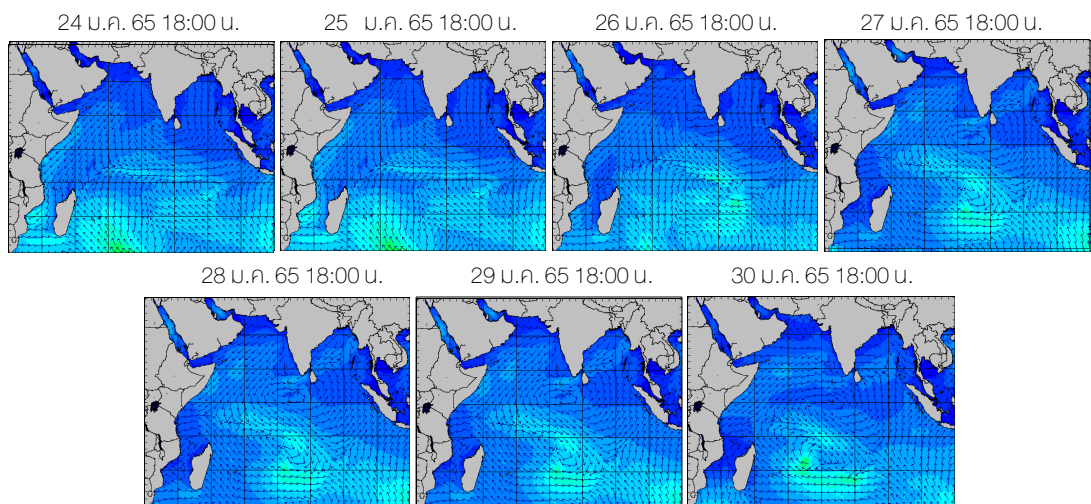 24 ม.ค. 65 18:00 น.
25 ม.ค. 65 18:00 น.
26 ม.ค. 65 18:00 น.
27 ม.ค. 65 18:00 น.
28 ม.ค. 65 18:00 น.
29 ม.ค. 65 18:00 น.
30 ม.ค. 65 18:00 น.